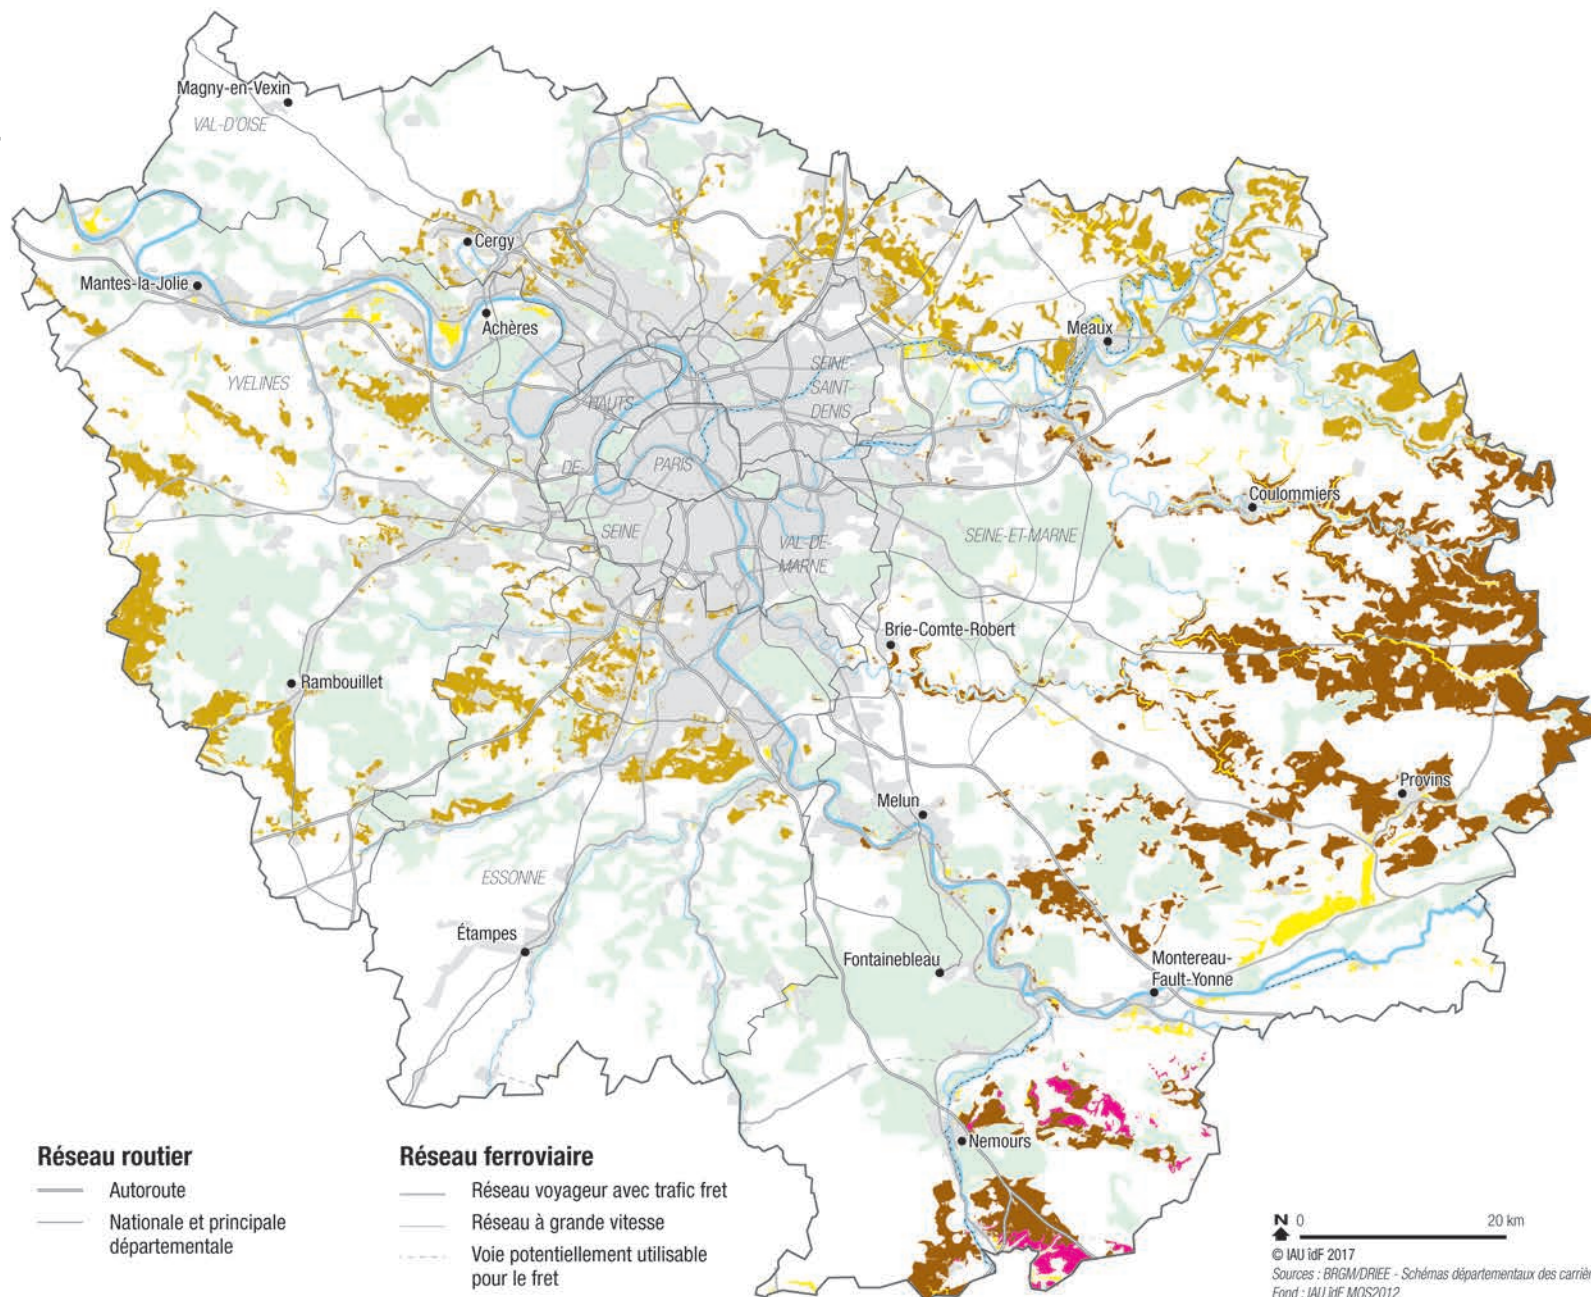 Magny-en-Vexin
VAL-D'OISE
Cergy
Mantes-la-Jolie
Achères
Meaux
YVELINES
HAUTS-
DE-
SEINE
SEINE-
SAINT-
DENIS
PARIS
VAL-DE-
MARNE
SEINE-ET-MARNE
Coulommiers
Brie-Comte-Robert
Rambouillet
Provins
Melun
ESSONNE
Étampes
Fontainebleau
Montereau-
Fault-Yonne
Nemours
Réseau routier
Autoroute
Nationale et principale
départementale
Réseau ferroviaire
Réseau voyageur avec trafic fret
Réseau à grande vitesse
Voie potentiellement utilisable
pour le fret
N 0 20 km
© IAU îdF 2017
Sources : BRGM/DRIEE - Schémas départementaux des carriè
Fond : IAU îdF MOS2012